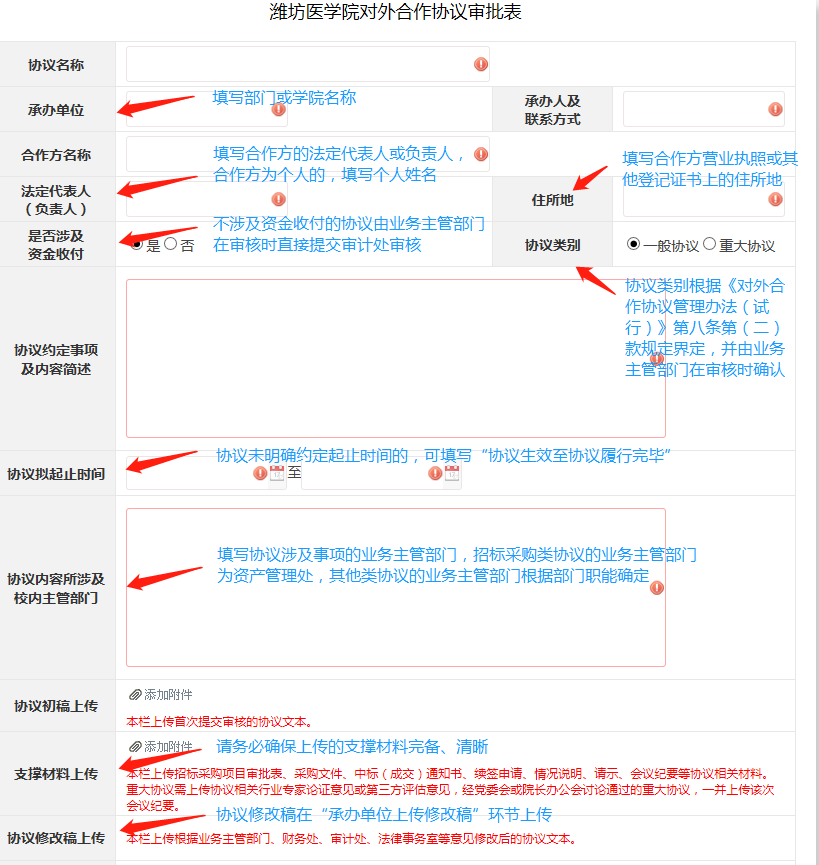 潍坊医学院对外合作协议审批表
协议名称
承办单位
填写部门或学院名称
承办人及
联系方式
合作方名称
填写合作方的法定代表人或负责人，
合作方为个人的，填写个人姓名
填写合作方营业执照或其
他登记证书上的住所地
法定代表人
（负责人）
住所地
是否涉及
资金收付
是 否
不涉及资金收付的协议由业务主管部门
在审核时直接提交审计处审核
协议类别
一般协议 重大协议
协议类别根据《对外合
作协议管理办法（试
行）》第八条第（二）
款规定界定，并由业务
主管部门在审核时确认
协议约定事项
及内容简述
协议拟起止时间
协议未明确约定起止时间的，可填写“协议生效至协议履行完毕”
至
协议内容所涉及
校内主管部门
填写协议涉及事项的业务主管部门，招标采购类协议的业务主管部门
为资产管理处，其他类协议的业务主管部门根据部门职能确定
协议初稿上传
添加附件
本栏上传首次提交审核的协议文本。
支撑材料上传
添加附件
请务必确保上传的支撑材料完备、清晰
本栏上传招标采购项目审批表、采购文件、中标（成交）通知书、续签申请、情况说明、请示、会议纪要等协议相关材料。
重大协议需上传协议相关行业专家论证意见或第三方评估意见，经党委会或院长办公会讨论通过的重大协议，一并上传该次
会议纪要。
协议修改稿上传
协议修改稿在“承办单位上传修改稿”环节上传
本栏上传根据业务主管部门、财务处、审计处、法律事务室等意见修改后的协议文本。